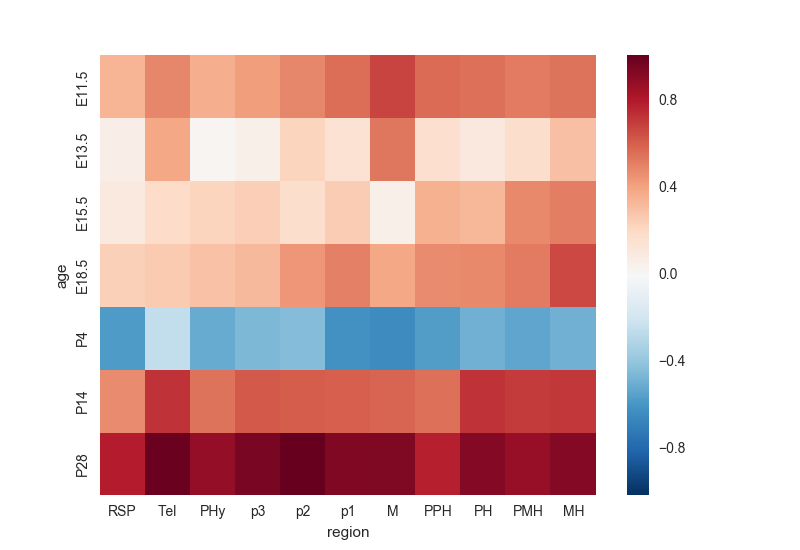 E11.5
E13.5
E15.5
E18.5
P4
P14
P28
age
RSP Tel PHy p3 p2 p1 M PPH PH PMH MH
region
0.8
0.4
0.0
−0.4
−0.8